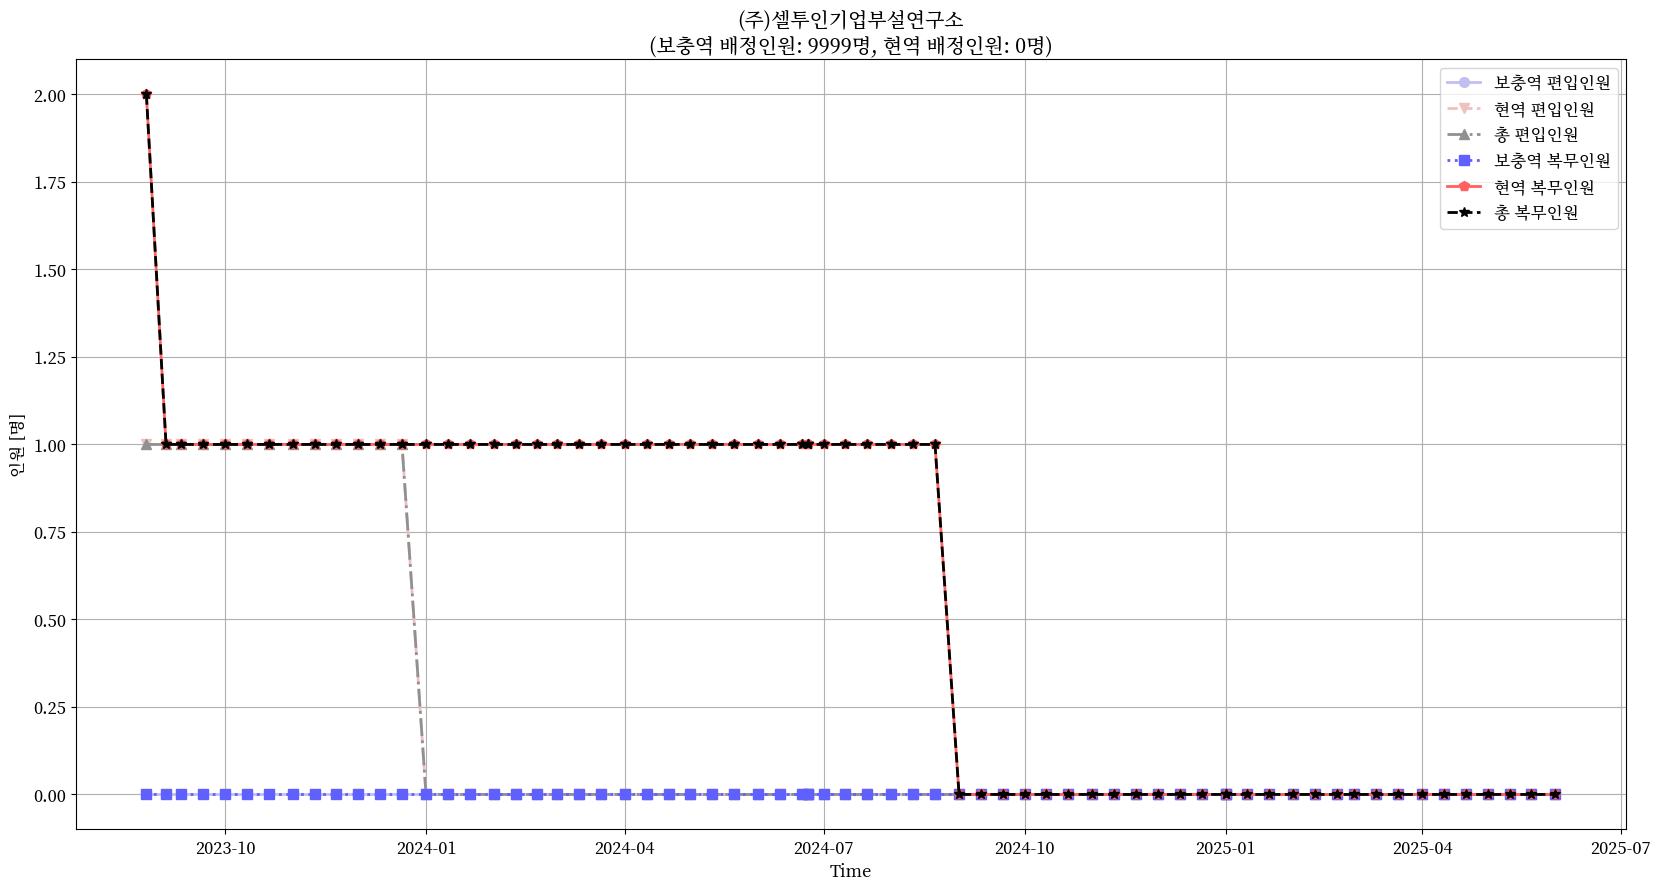 (주)셀투인기업부설연구소
(보충역 배정인원: 9999명, 현역 배정인원: 0명)
보충역 편입인원
현역 편입인원
총 편입인원
보충역 복무인원
현역 복무인원
총 복무인원
인원 [명]
2.00
1.75
1.50
1.25
1.00
0.75
0.50
0.25
0.00
2023-10
2024-01
2024-04
2024-07
2024-10
2025-01
2025-04
2025-07
Time